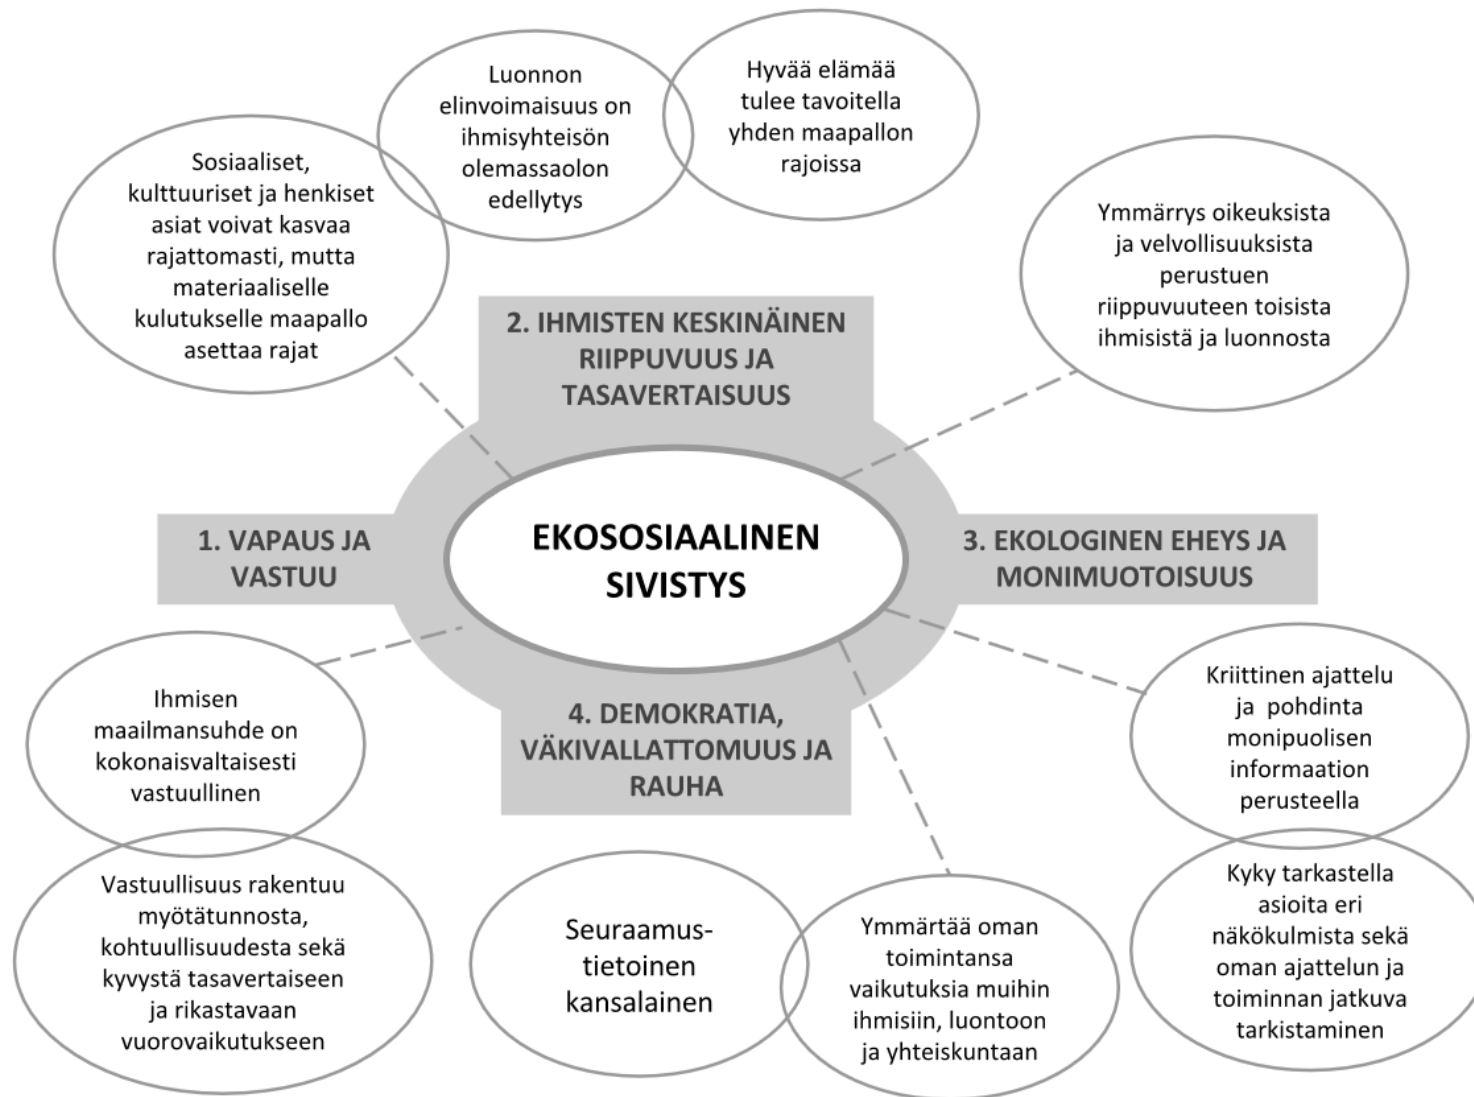 Luonnon
elinvoimaisuus on
ihmisyhteisön
olemassaolon
edellytys
Hyvää elämää
tulee tavoitella
yhden maapallon
rajoissa
Sosiaaliset,
kulttuuriset ja henkiset
asiat voivat kasvaa
rajattomasti, mutta
materiaaliselle
kulutukselle maapallo
asettaa rajat
Ymmärrys oikeuksista
ja velvollisuuksista
perustuen
riippuvuuteen toisista
ihmisistä ja luonnosta
2. IHMISTEN KESKINÄINEN
RIIPPUVUUS JA
TASAVERTAISUUS
1. VAPAUS JA
VASTUU
EKOSOSIAALINEN
SIVISTYS
3. EKOLOGINEN EHEYS JA
MONIMUOTOISUUS
4. DEMOKRATIA,
VÄKIVALLATTOMUUS JA
RAUHA
Ihmisen
maailmansuhde on
kokonaisvaltaisesti
vastuullinen
Kriittinen ajattelu
ja pohdinta
monipuolisen
informaation
perusteella
Vastuullisuus rakentuu
myötätunnosta,
kohtuullisuudesta sekä
kyvystä tasavertaiseen
ja rikastavaan
vuorovaikutukseen
Seuraamus-
tietoinen
kansalainen
Ymmärtää oman
toimintansa
vaikutuksia muihin
ihmisiin, luontoon
ja yhteiskuntaan
Kyky tarkastella
asioita eri
näkökulmista sekä
oman ajattelun ja
toiminnan jatkuva
tarkistaminen